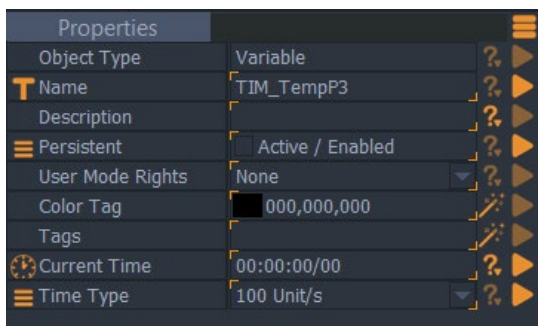 Properties
Object Type Variable
Name TIM_TempP3
Description
Persistent Active / Enabled
User Mode Rights None
Color Tag 000,000,000
Tags
Current Time 00:00:00/00
Time Type 100 Unit/s